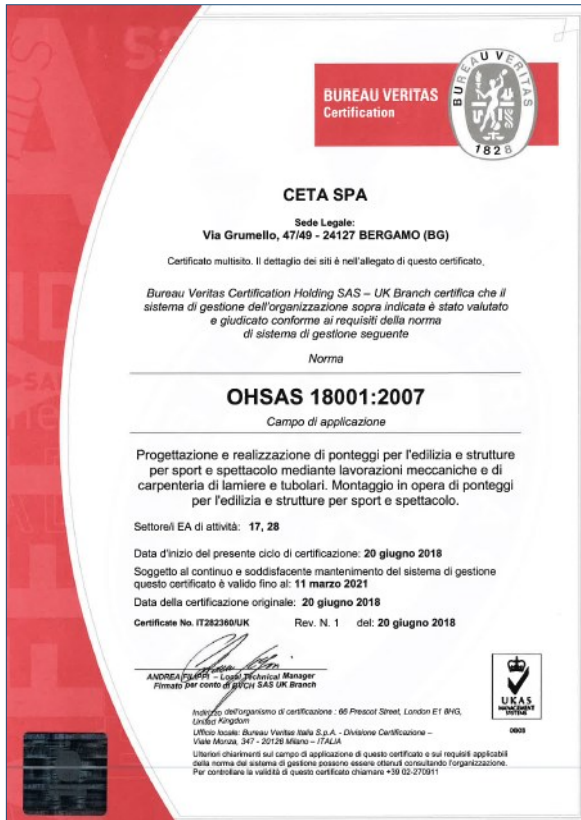 BUREAU VERITAS
Certification
BUREAU VERITAS
1828
CETA SPA
Sede Legale:
Via Grumello, 47/49 - 24127 BERGAMO (BG)
Certificato multisito. Il dettaglio dei siti è nell'allegato di questo certificato.
Bureau Veritas Certification Holding SAS – UK Branch certifica che il
sistema di gestione dell'organizzazione sopra indicata è stato valutato
e giudicato conforme ai requisiti della norma
di sistema di gestione seguente
Norma
OHSAS 18001:2007
Campo di applicazione
Progettazione e realizzazione di ponteggi per l'edilizia e strutture
per sport e spettacolo mediante lavorazioni meccaniche e di
carpenteria di lamiere e tubolari. Montaggio in opera di ponteggi
per l'edilizia e strutture per sport e spettacolo.
Settore/i EA di attività: 17, 28
Data d'inizio del presente ciclo di certificazione: 20 giugno 2018
Soggetto al continuo e soddisfacente mantenimento del sistema di gestione
questo certificato è valido fino al: 11 marzo 2021
Data della certificazione originale: 20 giugno 2018
Certificate No. IT282360/UK Rev. N. 1 del: 20 giugno 2018
ANDREA FILIPPI – Local Technical Manager
Firmato per conto di BVCH SAS UK Branch
Indirizzo dell'organismo di certificazione : 66 Prescot Street, London E1 8HG,
United Kingdom
Ufficio locale: Bureau Veritas Italia S.p.A. - Divisione Certificazione –
Viale Monza, 347 - 20126 Milano – ITALIA
Ulteriori chiarimenti sul campo di applicazione di questo certificato e sui requisiti applicabili
della norma del sistema di gestione possono essere ottenuti consultando l'organizzazione.
Per controllare la validità di questo certificato chiamare +39 02-270911
UKAS
MANAGEMENT
SYSTEMS
0008